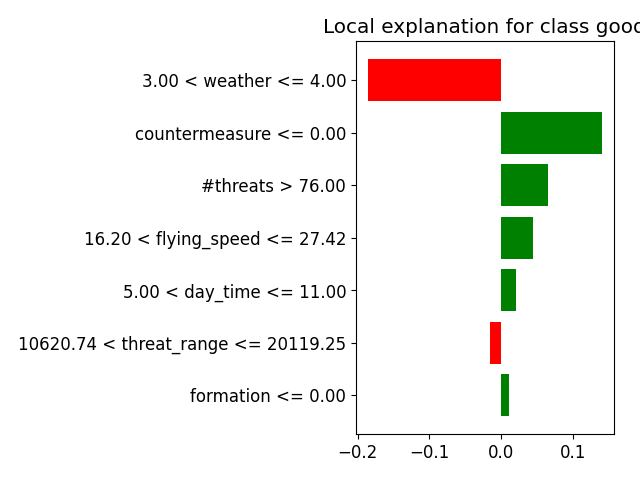 Local explanation for class good
3.00 < weather <= 4.00
countermeasure <= 0.00
#threats > 76.00
16.20 < flying_speed <= 27.42
5.00 < day_time <= 11.00
10620.74 < threat_range <= 20119.25
formation <= 0.00
−0.2 −0.1 0.0 0.1